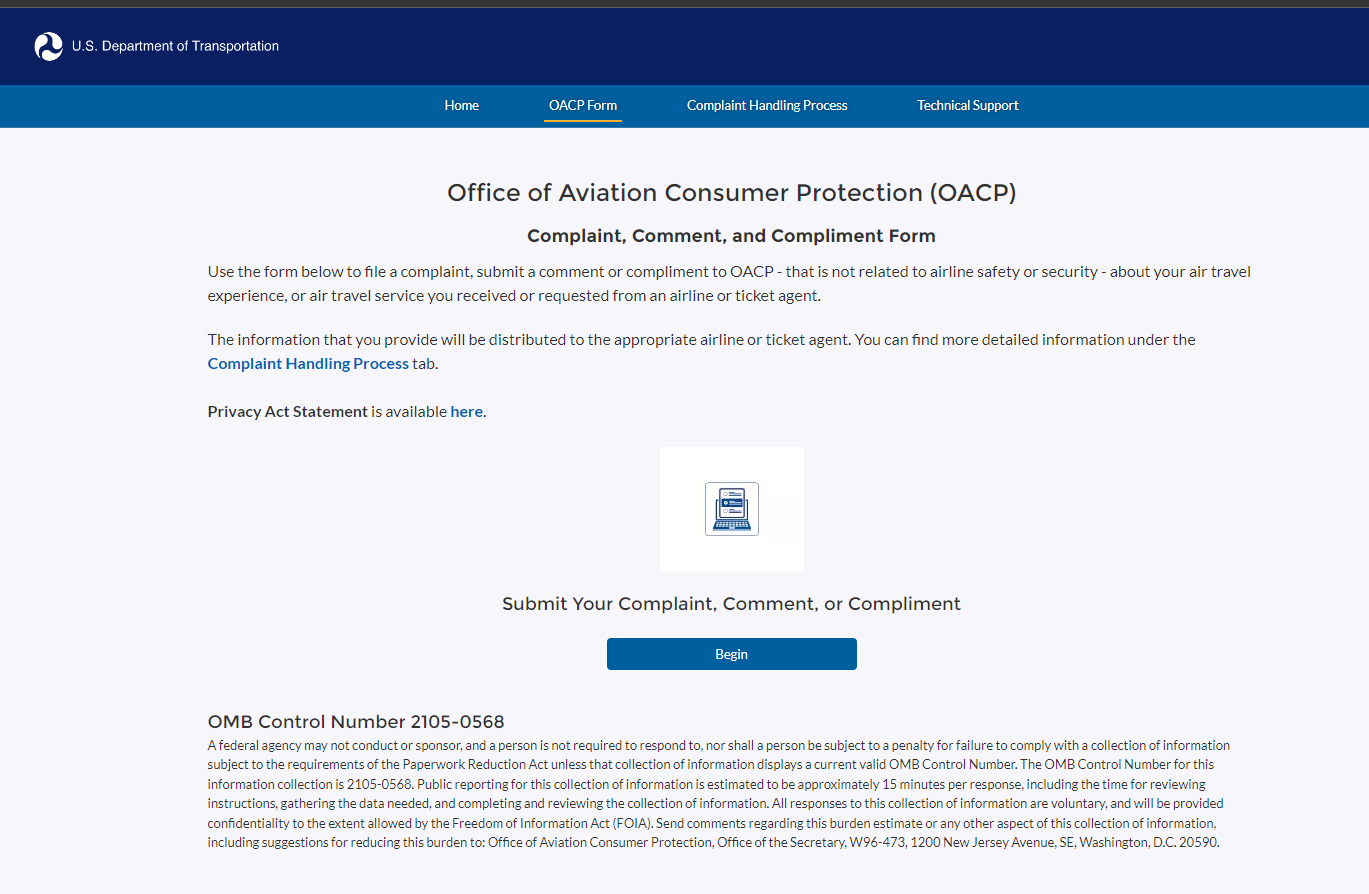 U.S. Department of Transportation
Home OACP Form Complaint Handling Process Technical Support
Office of Aviation Consumer Protection (OACP)
Complaint, Comment, and Compliment Form
Use the form below to file a complaint, submit a comment or compliment to OACP - that is not related to airline safety or security - about your air travel
experience, or air travel service you received or requested from an airline or ticket agent.
The information that you provide will be distributed to the appropriate airline or ticket agent. You can find more detailed information under the
Complaint Handling Process tab.
Privacy Act Statement is available here.
Submit Your Complaint, Comment, or Compliment
Begin
OMB Control Number 2105-0568
A federal agency may not conduct or sponsor, and a person is not required to respond to, nor shall a person be subject to a penalty for failure to comply with a collection of information
subject to the requirements of the Paperwork Reduction Act unless that collection of information displays a current valid OMB Control Number. The OMB Control Number for this
information collection is 2105-0568. Public reporting for this collection of information is estimated to be approximately 15 minutes per response, including the time for reviewing
instructions, gathering the data needed, and completing and reviewing the collection of information. All responses to this collection of information are voluntary, and will be provided
confidentiality to the extent allowed by the Freedom of Information Act (FOIA). Send comments regarding this burden estimate or any other aspect of this collection of information,
including suggestions for reducing this burden to: Office of Aviation Consumer Protection, Office of the Secretary, W96-473, 1200 New Jersey Avenue, SE, Washington, D.C. 20590.